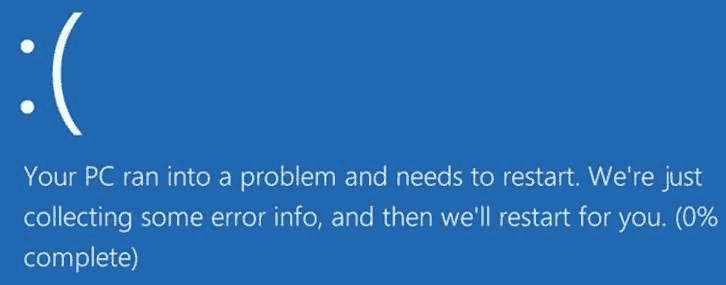 :(
Your PC ran into a problem and needs to restart. We're just
collecting some error info, and then we'll restart for you. (0%
complete)